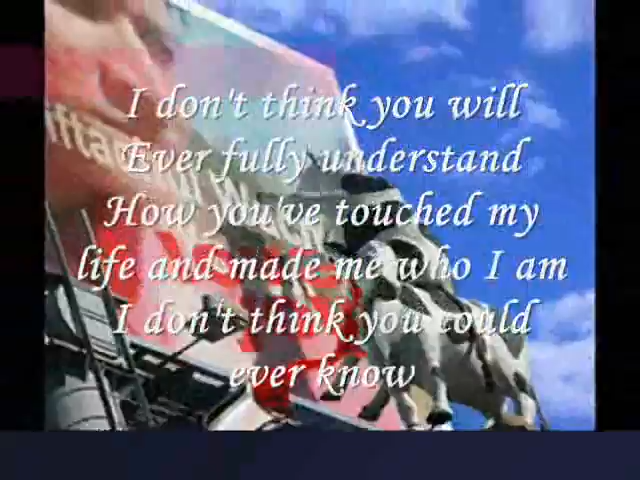 I don't think you will
Ever fully understand
How you've touched my
life and made me who I am
I don't think you could
ever know